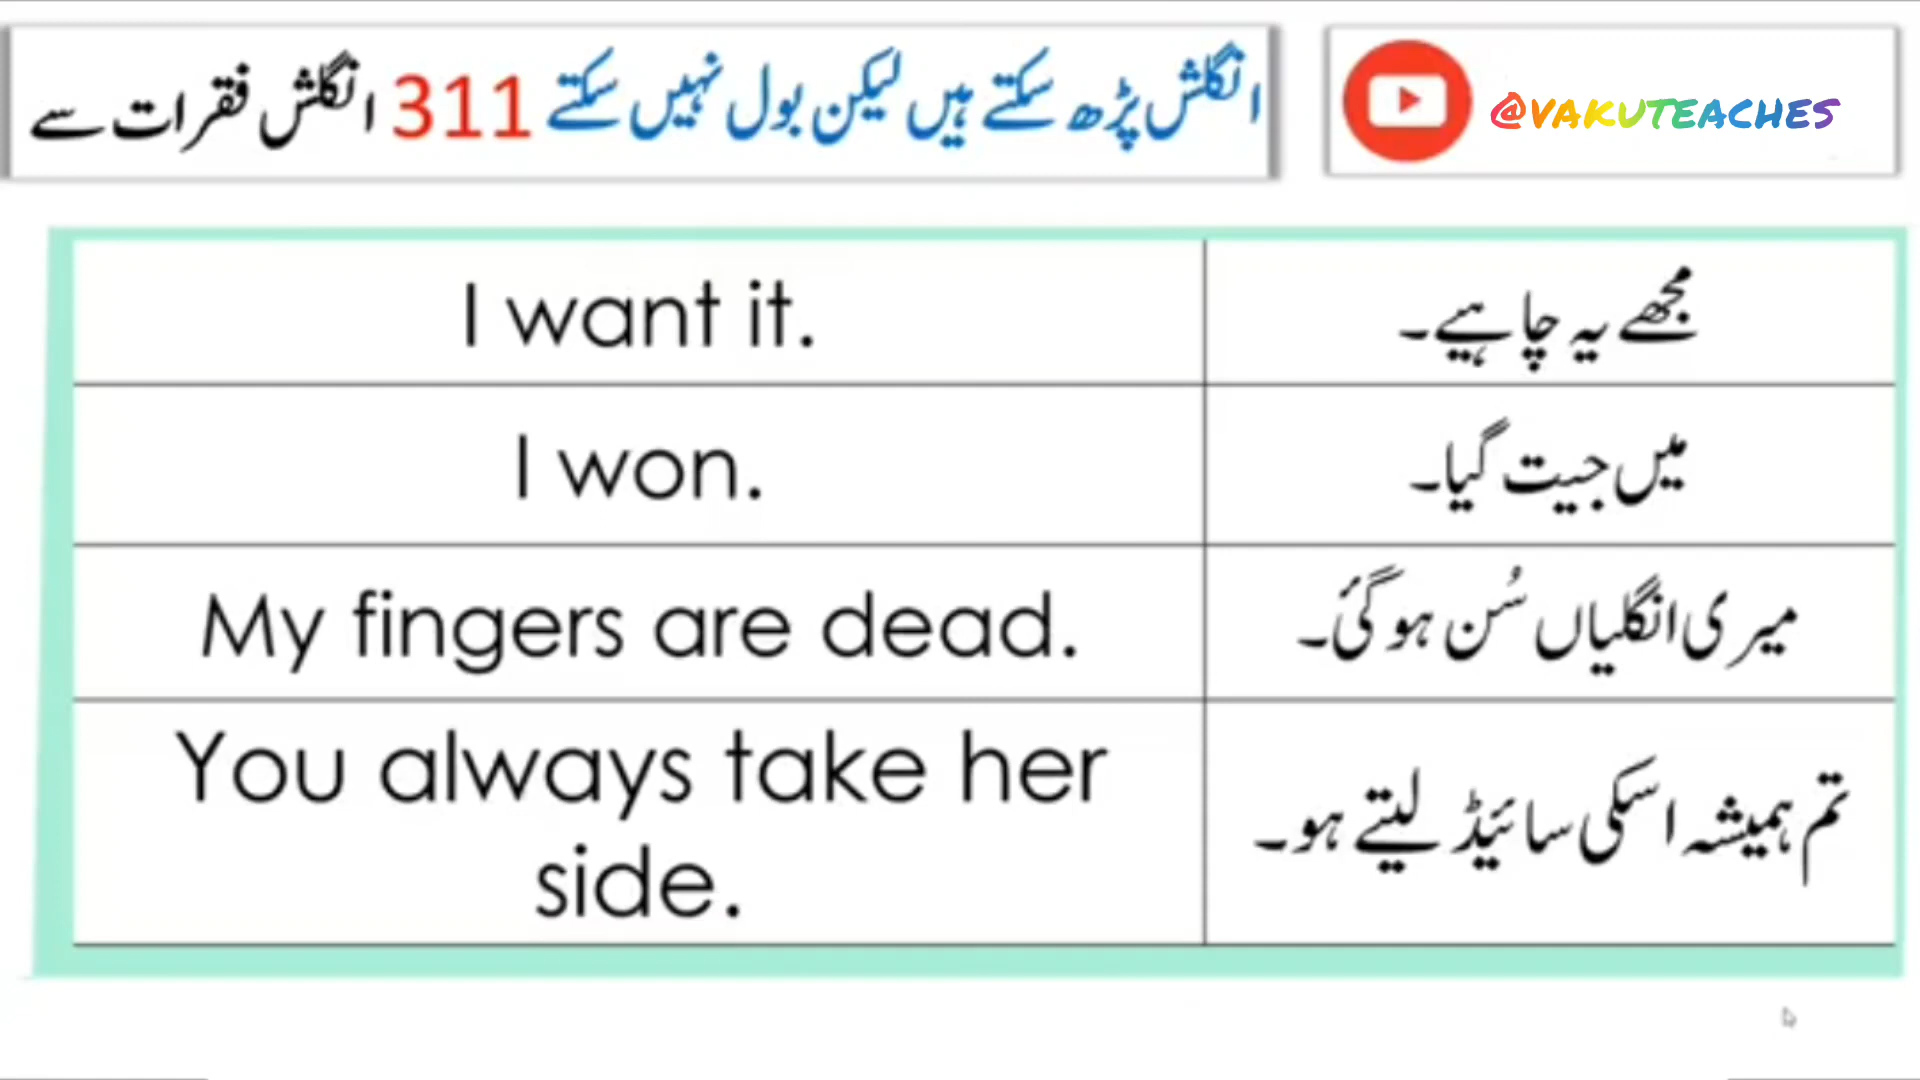 انگلش پڑھ سکتے ہیں لیکن بول نہیں سکتے 311 انگلش فقرات سے
@VAKUTEACHES
I want it.
مجھے یہ چاہیے۔
I won.
میں جیت گیا۔
My fingers are dead.
میری انگلیاں سُن ہو گئی۔
You always take her
side.
تم ہمیشہ اسکی سائیڈ لیتے ہو۔